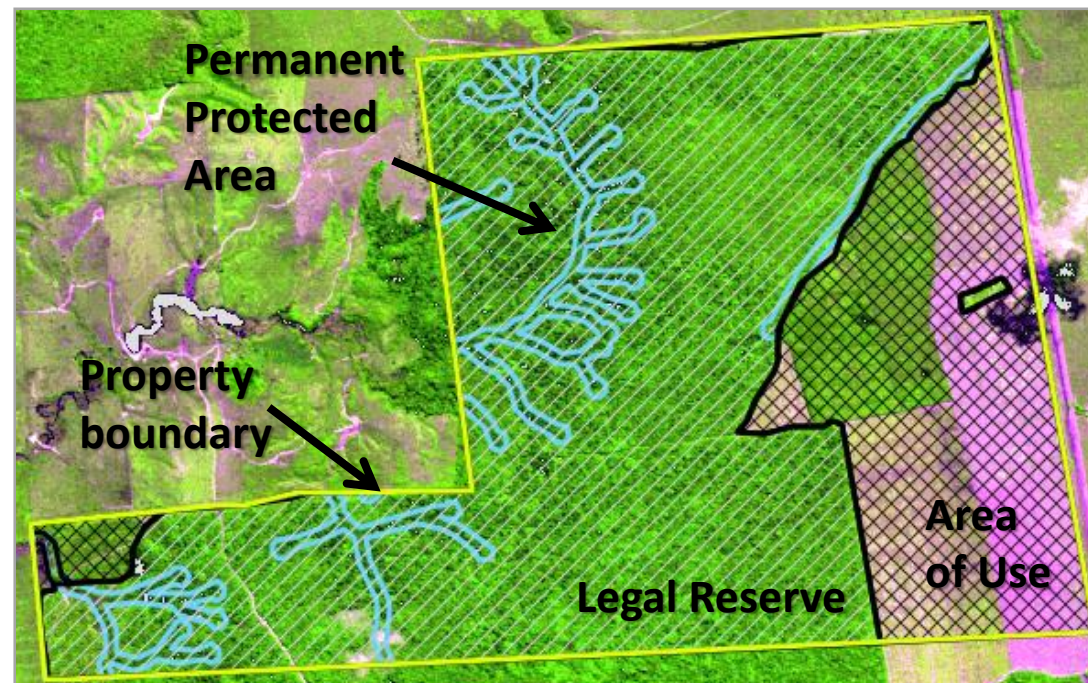 Permanent
Protected
Area
Property
boundary
Area
of Use
Legal Reserve